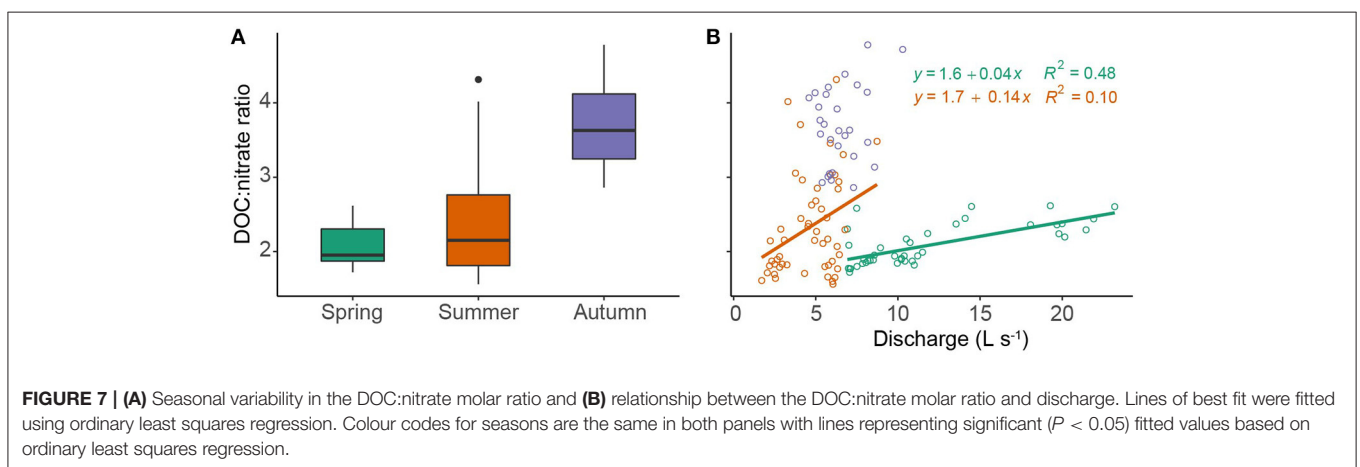 A
B
DOC:nitrate ratio
4
3
2
Spring Summer Autumn
y = 1.6 + 0.04x R² = 0.48
y = 1.7 + 0.14x R² = 0.10
0 5 10 15 20
Discharge (L s⁻¹)
FIGURE 7 | (A) Seasonal variability in the DOC:nitrate molar ratio and (B) relationship between the DOC:nitrate molar ratio and discharge. Lines of best fit were fitted
using ordinary least squares regression. Colour codes for seasons are the same in both panels with lines representing significant (P < 0.05) fitted values based on
ordinary least squares regression.